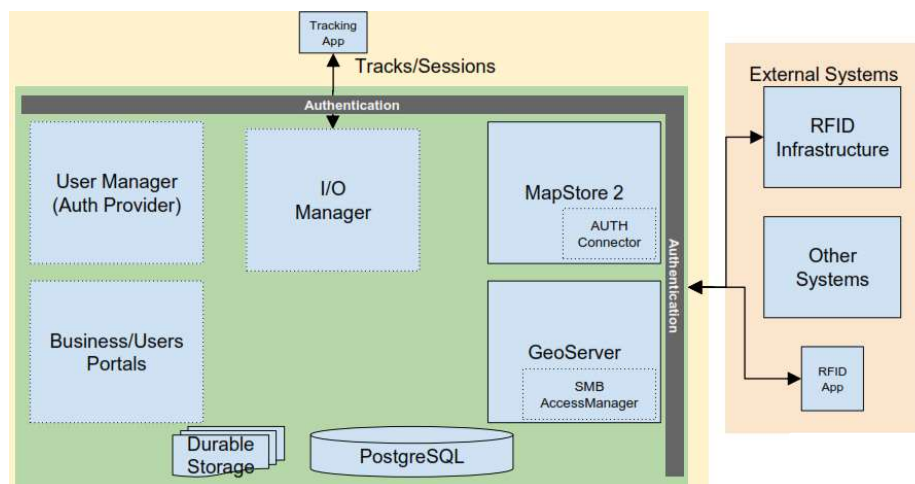 Tracking
App
Tracks/Sessions
Authentication
User Manager
(Auth Provider)
I/O
Manager
MapStore 2
AUTH
Connector
Authentication
Business/Users
Portals
GeoServer
SMB
AccessManager
Durable
Storage
PostgreSQL
External Systems
RFID
Infrastructure
Other
Systems
RFID
App